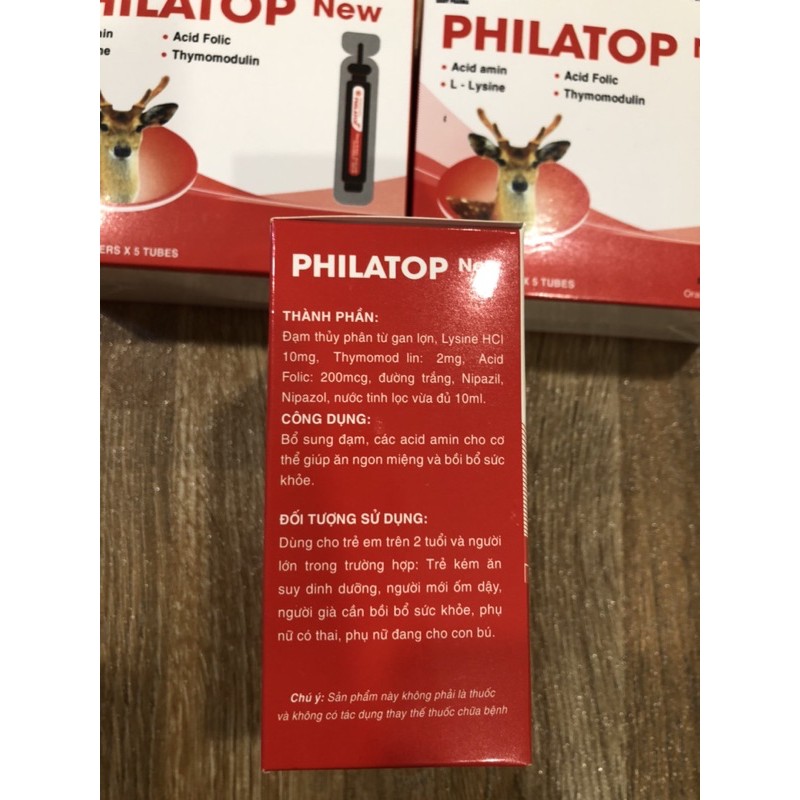 New
Acid Folic
Thymomodulin
X 5 TUBES
PHILATOP
• Acid amin
• L - Lysine
• Acid Folic
• Thymomodulin
X 5 TUBES
PHILATOP
THÀNH PHẦN:
Đạm thủy phân từ gan lợn, Lysine HCl
10mg, Thymomod lin: 2mg, Acid
Folic: 200mcg, đường trắng, Nipazil,
Nipazol, nước tinh lọc vừa đủ 10ml.
CÔNG DỤNG:
Bổ sung đạm, các acid amin cho cơ
thể giúp ăn ngon miệng và bồi bổ sức
khỏe.
ĐỐI TƯỢNG SỬ DỤNG:
Dùng cho trẻ em trên 2 tuổi và người
lớn trong trường hợp: Trẻ kém ăn
suy dinh dưỡng, người mới ốm dậy,
người già cần bồi bổ sức khỏe, phụ
nữ có thai, phụ nữ đang cho con bú.
Chú ý: Sản phẩm này không phải là thuốc
và không có tác dụng thay thế thuốc chữa bệnh